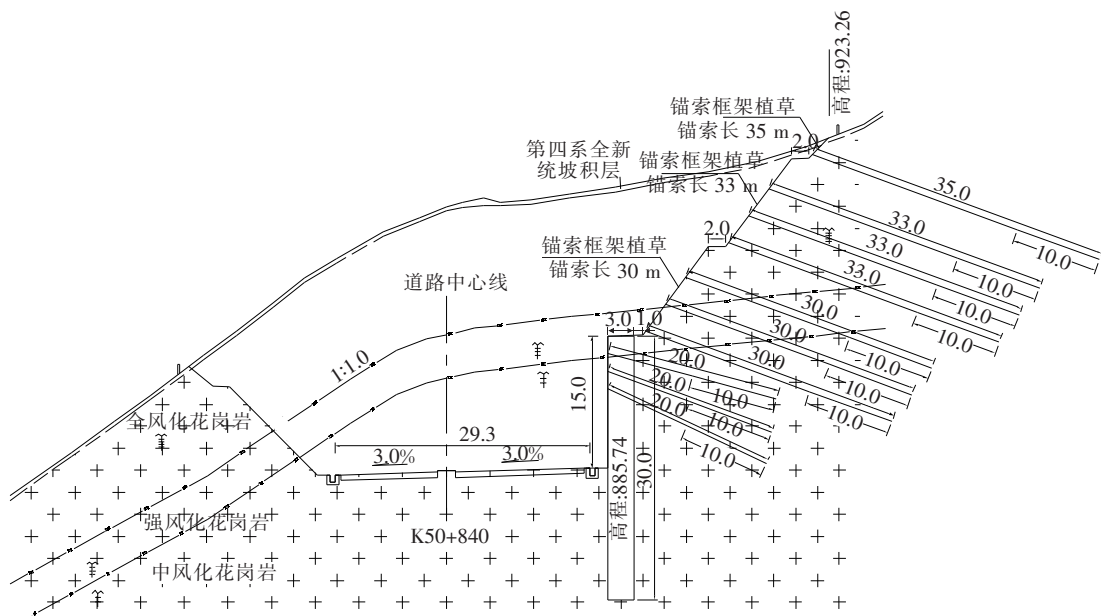 高程:923.26
锚索框架植草
锚索长 35 m
2.0
第四系全新
统坡积层
锚索框架植草
锚索长 33 m
35.0
10.0
33.0
10.0
2.0
33.0
10.0
锚索框架植草
锚索长 30 m
33.0
10.0
道路中心线
30.0
10.0
3.0
1.0
30.0
10.0
30.0
10.0
1:1.0
15.0
20.0
10.0
20.0
10.0
20.0
10.0
全风化花岗岩
29.3
3.0%
3.0%
高程:885.74
30.0
强风化花岗岩
K50+840
中风化花岗岩